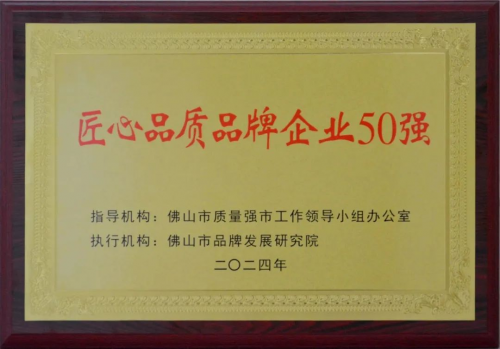 匠心品质品牌企业50强
指导机构：佛山市质量强市工作领导小组办公室
执行机构：佛山市品牌发展研究院
二〇二四年